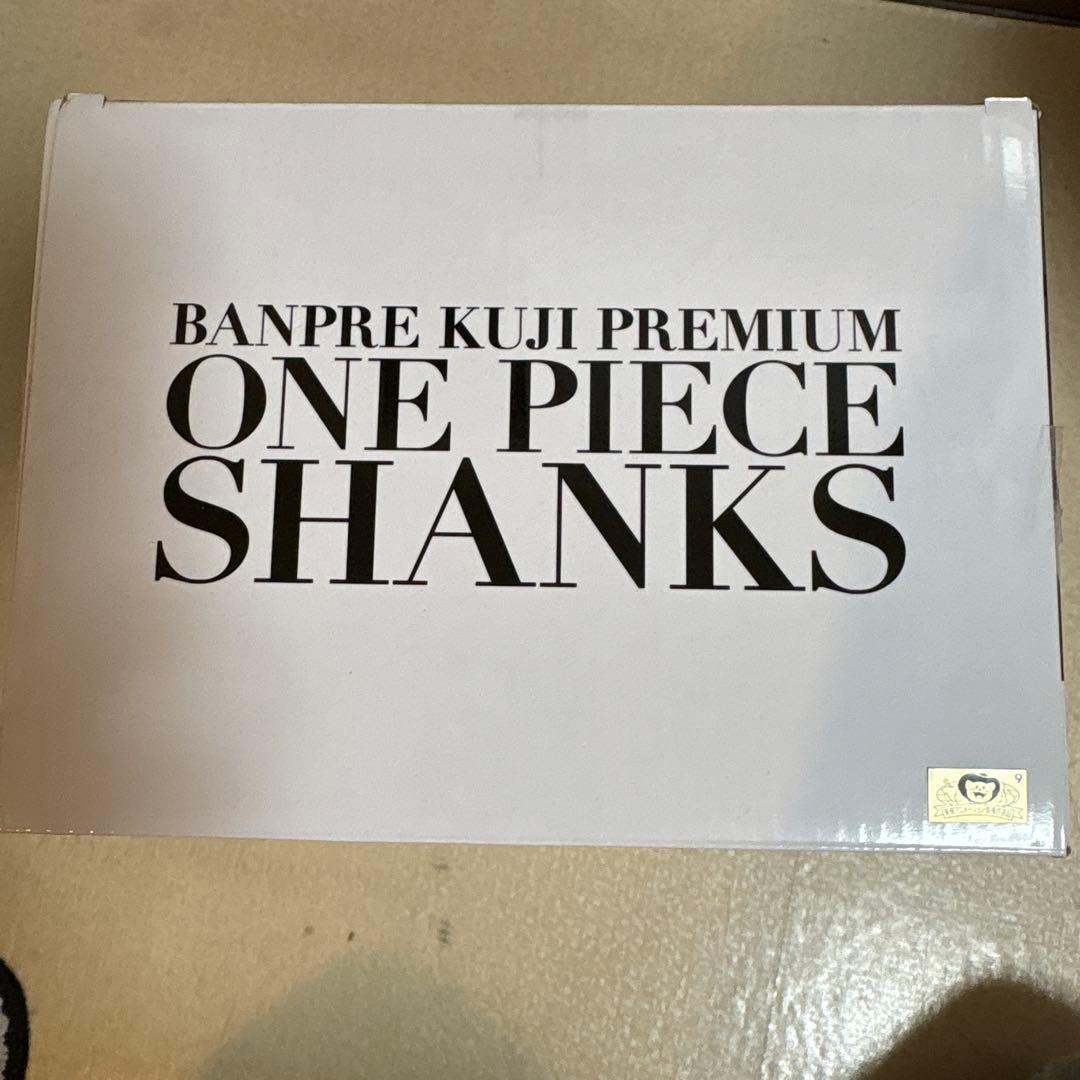 BANPRE KUJI PREMIUM
ONE PIECE
SHANKS
9